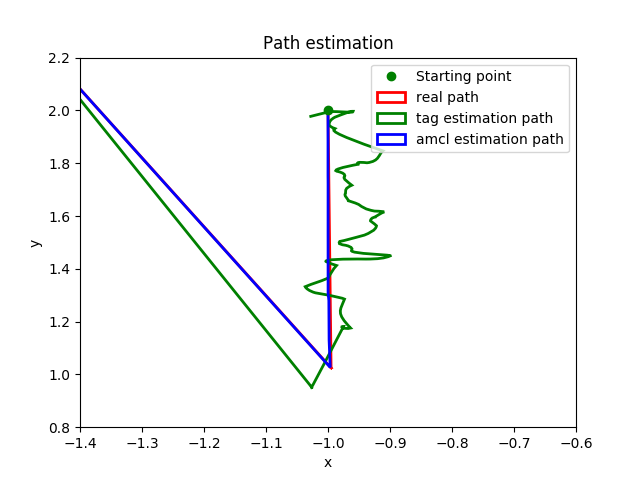 Path estimation
Starting point
real path
tag estimation path
amcl estimation path
y
2.2
2.0
1.8
1.6
1.4
1.2
1.0
0.8
−1.4 −1.3 −1.2 −1.1 −1.0 −0.9 −0.8 −0.7 −0.6
x